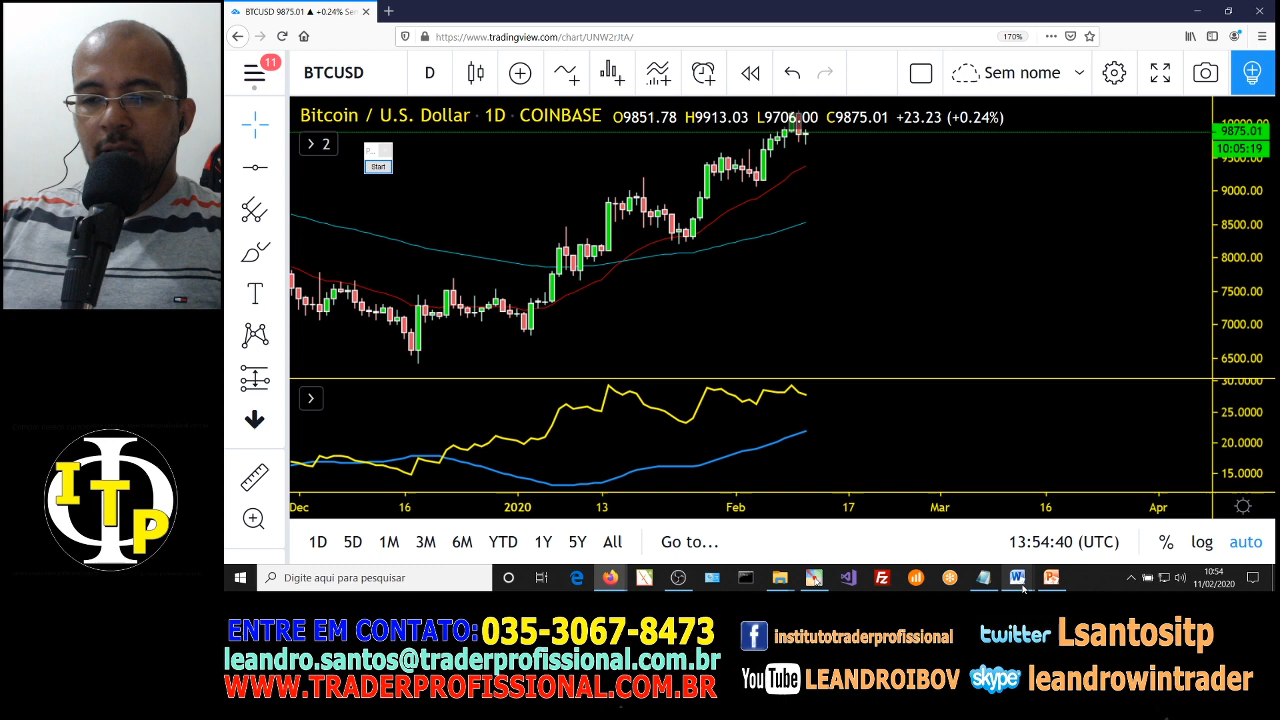 BTCUSD 9875.01 ▲ +0.24% Sem
https://www.tradingview.com/chart/UNW2rJtA/
170%
11
BTCUSD
D
Sem nome
Bitcoin / U.S. Dollar · 1D · COINBASE O9851.78 H9913.03 L9706.00 C9875.01 +23.23 (+0.24%)
2
P...
Start
10000.00
9875.01
10:05:19
9500.00
9000.00
8500.00
8000.00
7500.00
7000.00
6500.00
30.0000
25.0000
20.0000
15.0000
Dec 16 2020 13 Feb 17 Mar 16 Apr
1D 5D 1M 3M 6M YTD 1Y 5Y All Go to... 13:54:40 (UTC) % log auto
Digite aqui para pesquisar
10:54
11/02/2020
ITP
ENTRE EM CONTATO: 035-3067-8473
leandro.santos@traderprofissional.com.br
WWW.TRADERPROFISSIONAL.COM.BR
institutotraderprofissional
twitter Lsantositp
YouTube LEANDROIBOV
skype leandrowintrader